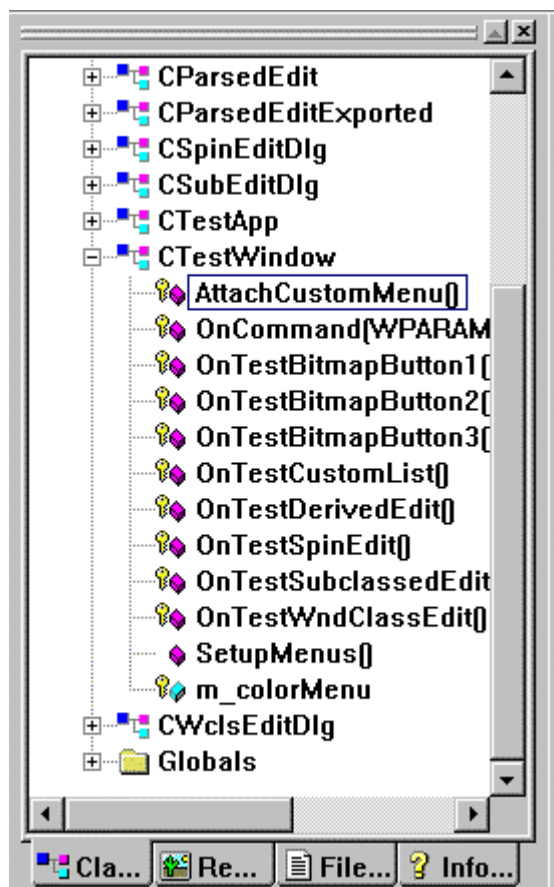 CParsedEdit
CParsedEditExported
CSpinEditDlg
CSubEditDlg
CTestApp
CTestWindow
AttachCustomMenu()
OnCommand(WPARAM
OnTestBitmapButton1(
OnTestBitmapButton2(
OnTestBitmapButton3(
OnTestCustomList()
OnTestDerivedEdit()
OnTestSpinEdit()
OnTestSubclassedEdit
OnTestWndClassEdit()
SetupMenus()
m_colorMenu
CWclsEditDlg
Globals
Cla... Re... File... Info...